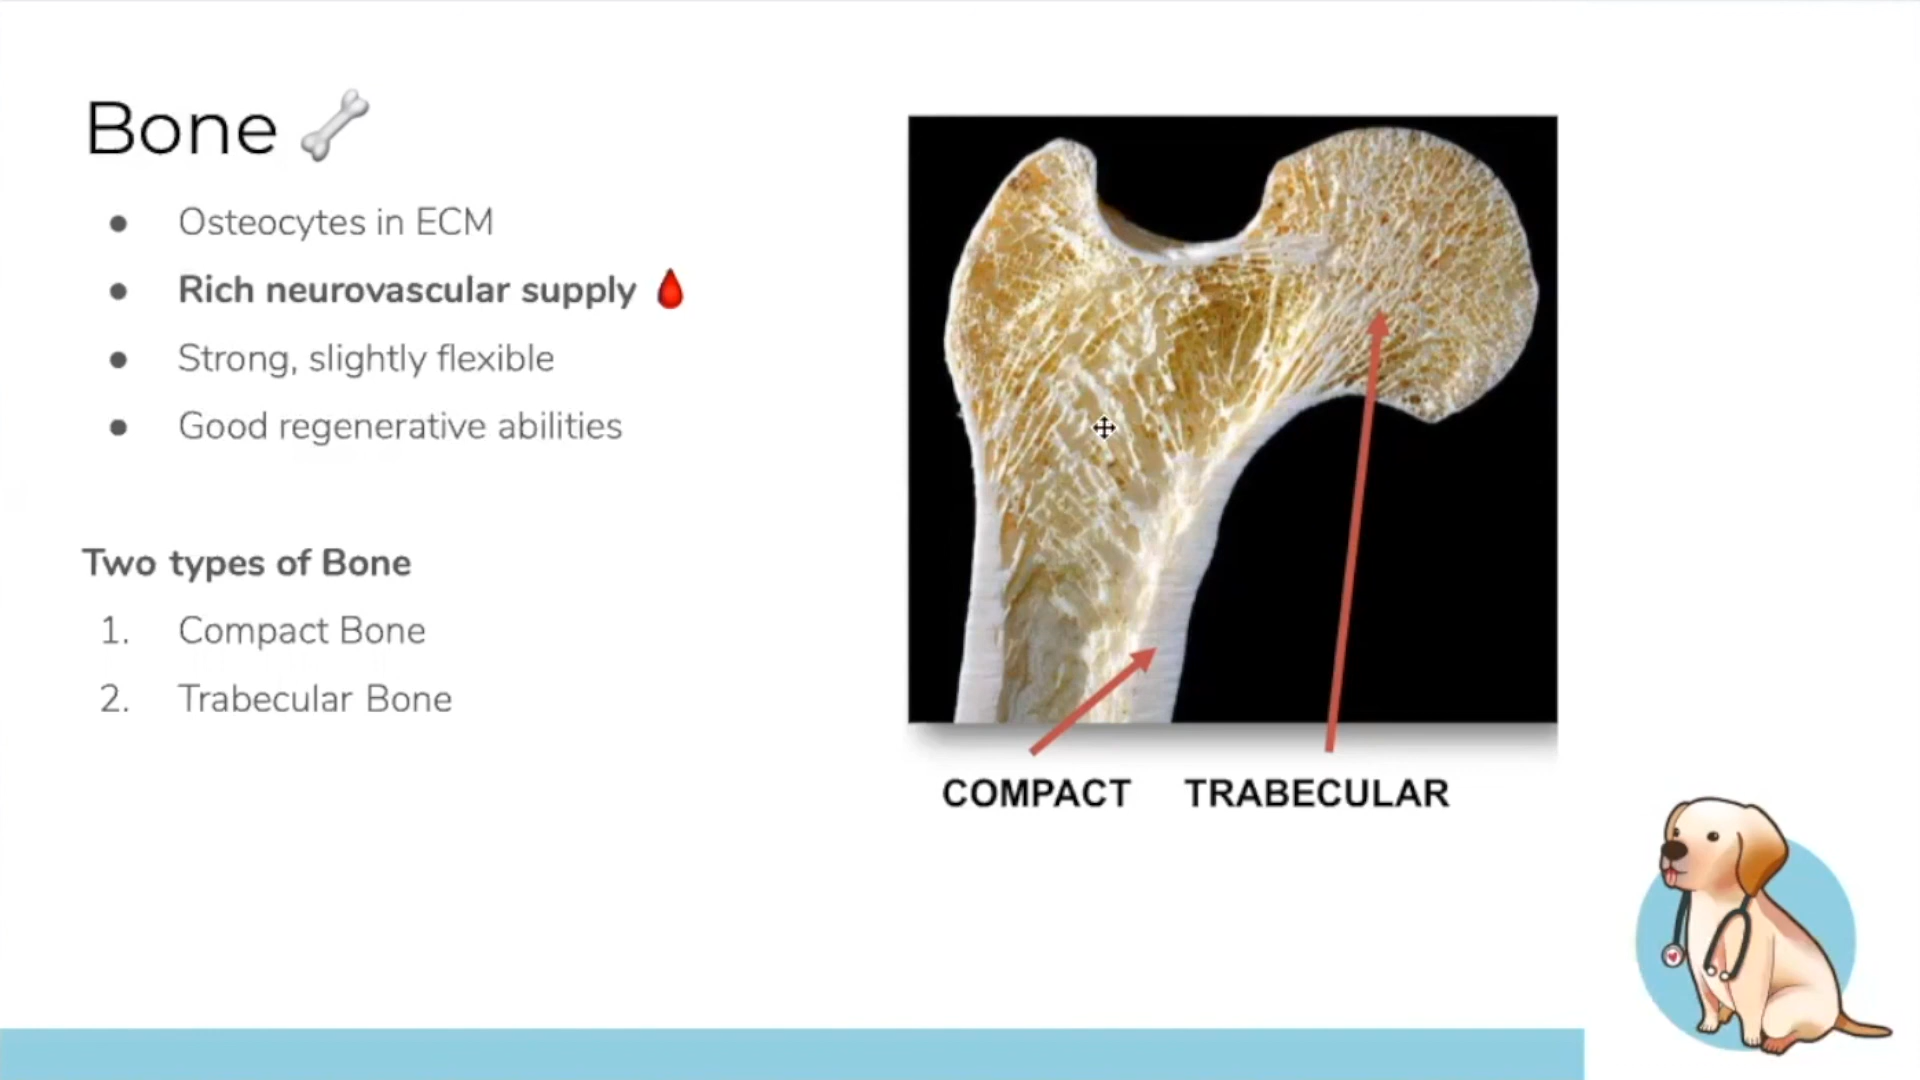 Bone
Osteocytes in ECM
Rich neurovascular supply
Strong, slightly flexible
Good regenerative abilities
Two types of Bone
1. Compact Bone
2. Trabecular Bone
COMPACT TRABECULAR